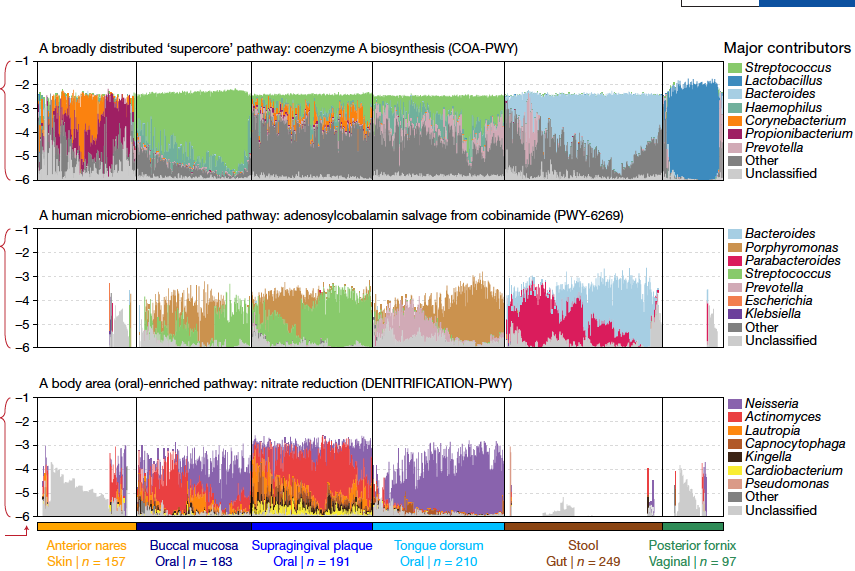 A broadly distributed ‘supercore’ pathway: coenzyme A biosynthesis (COA-PWY)
Major contributors
−1
−2
−3
−4
−5
−6
Streptococcus
Lactobacillus
Bacteroides
Haemophilus
Corynebacterium
Propionibacterium
Prevotella
Other
Unclassified
A human microbiome-enriched pathway: adenosylcobalamin salvage from cobinamide (PWY-6269)
−1
−2
−3
−4
−5
−6
Bacteroides
Porphyromonas
Parabacteroides
Streptococcus
Prevotella
Escherichia
Klebsiella
Other
Unclassified
A body area (oral)-enriched pathway: nitrate reduction (DENITRIFICATION-PWY)
−1
−2
−3
−4
−5
−6
Neisseria
Actinomyces
Lautropia
Capnocytophaga
Kingella
Cardiobacterium
Pseudomonas
Other
Unclassified
Anterior nares
Skin | n = 157
Buccal mucosa
Oral | n = 183
Supragingival plaque
Oral | n = 191
Tongue dorsum
Oral | n = 210
Stool
Gut | n = 249
Posterior fornix
Vaginal | n = 97